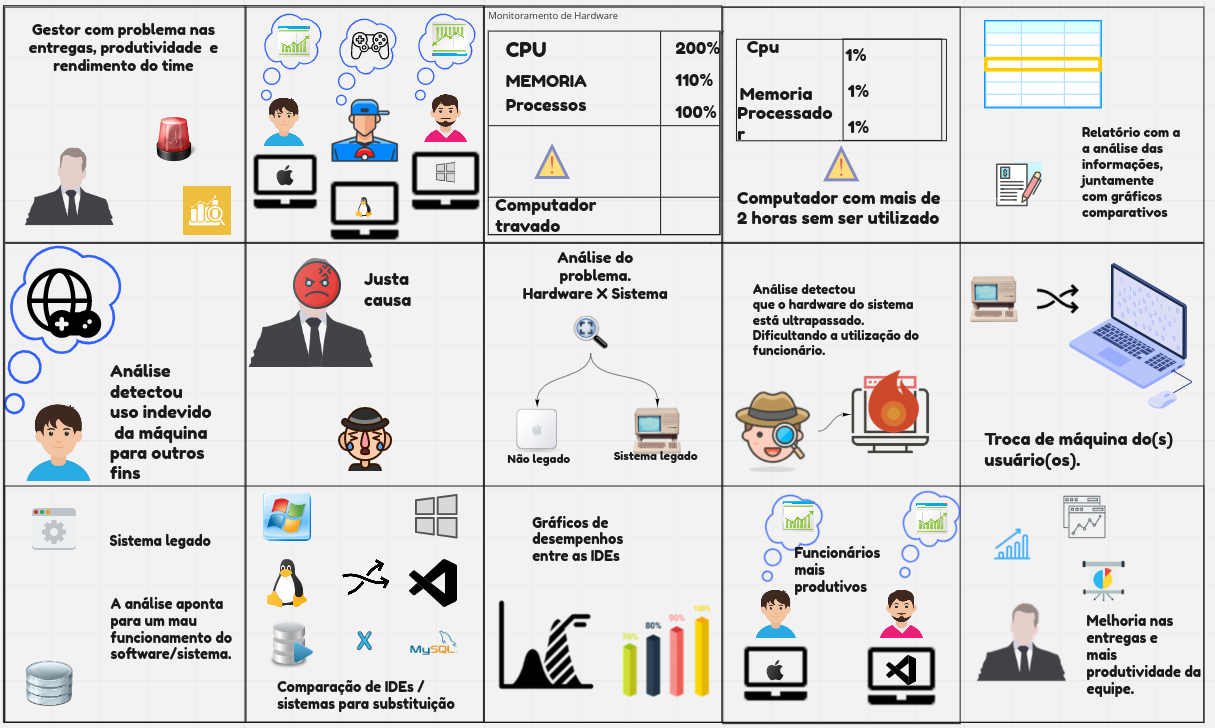 Gestor com problema nas
entregas, produtividade e
rendimento do time
Monitoramento de Hardware
CPU 200%
MEMORIA 110%
Processos 100%
Computador
travado
Cpu 1%
Memoria 1%
Processado
r 1%
Computador com mais de
2 horas sem ser utilizado
Relatório com a
a análise das
informações,
juntamente
com gráficos
comparativos
Análise
detectou
uso indevido
da máquina
para outros
fins
Justa
causa
Análise do
problema.
Hardware X Sistema
Não legado
Sistema legado
Análise detectou
que o hardware do sistema
está ultrapassado.
Dificultando a utilização do
funcionário.
Troca de máquina do(s)
usuário(os).
Sistema legado
A análise aponta
para um mau
funcionamento do
software/sistema.
X
MySQL
Comparação de IDEs /
sistemas para substituição
Gráficos de
desempenhos
entre as IDEs
70%
80%
90%
100%
Funcionários
mais
produtivos
Melhoria nas
entregas e
mais
produtividade da
equipe.